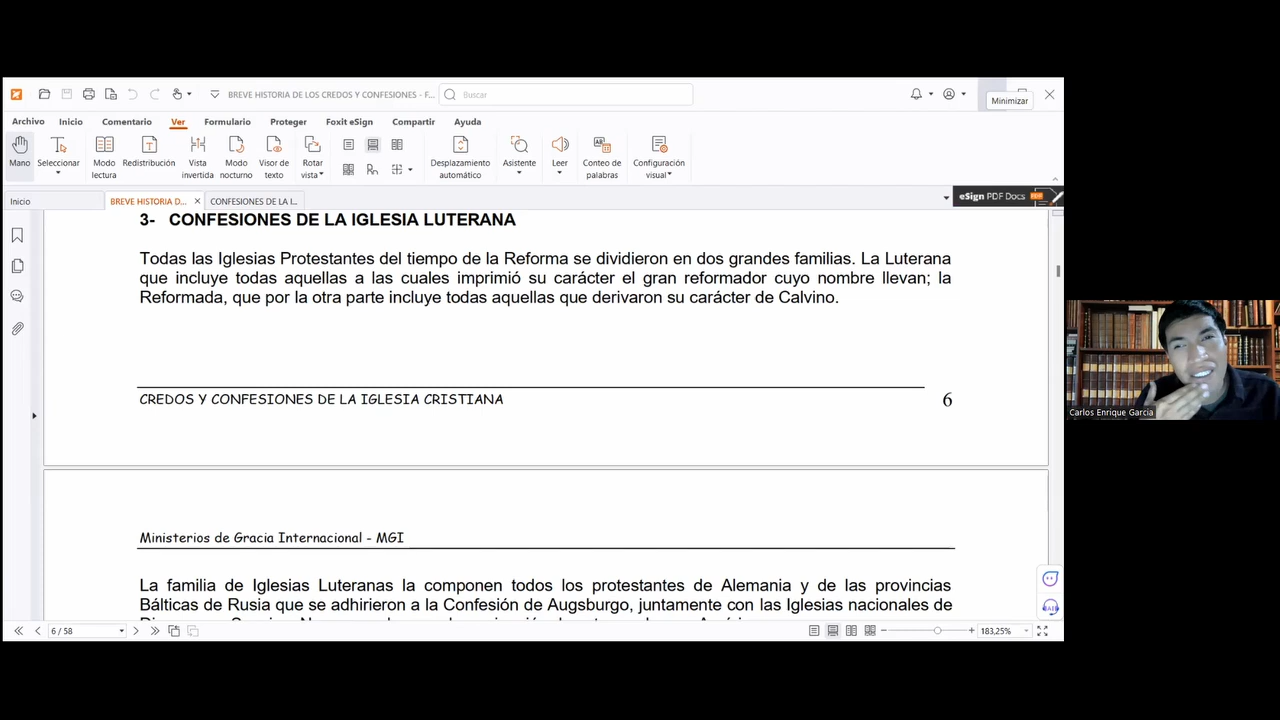 BREVE HISTORIA DE LOS CREDOS Y CONFESIONES - F...
Buscar
Minimizar
Archivo Inicio Comentario Ver Formulario Proteger Foxit eSign Compartir Ayuda
Mano Seleccionar Modo lectura Redistribución Vista invertida Modo nocturno Visor de texto Rotar vista Desplazamiento automático Asistente Leer Conteo de palabras Configuración visual
Inicio BREVE HISTORIA D... CONFESIONES DE LA I... eSign PDF Docs
3- CONFESIONES DE LA IGLESIA LUTERANA
Todas las Iglesias Protestantes del tiempo de la Reforma se dividieron en dos grandes familias. La Luterana
que incluye todas aquellas a las cuales imprimió su carácter el gran reformador cuyo nombre llevan; la
Reformada, que por la otra parte incluye todas aquellas que derivaron su carácter de Calvino.
CREDOS Y CONFESIONES DE LA IGLESIA CRISTIANA 6
Carlos Enrique Garcia
Ministerios de Gracia Internacional - MGI
La familia de Iglesias Luteranas la componen todos los protestantes de Alemania y de las provincias
Bálticas de Rusia que se adhirieron a la Confesión de Augsburgo, juntamente con las Iglesias nacionales de
6 / 58
183,25%